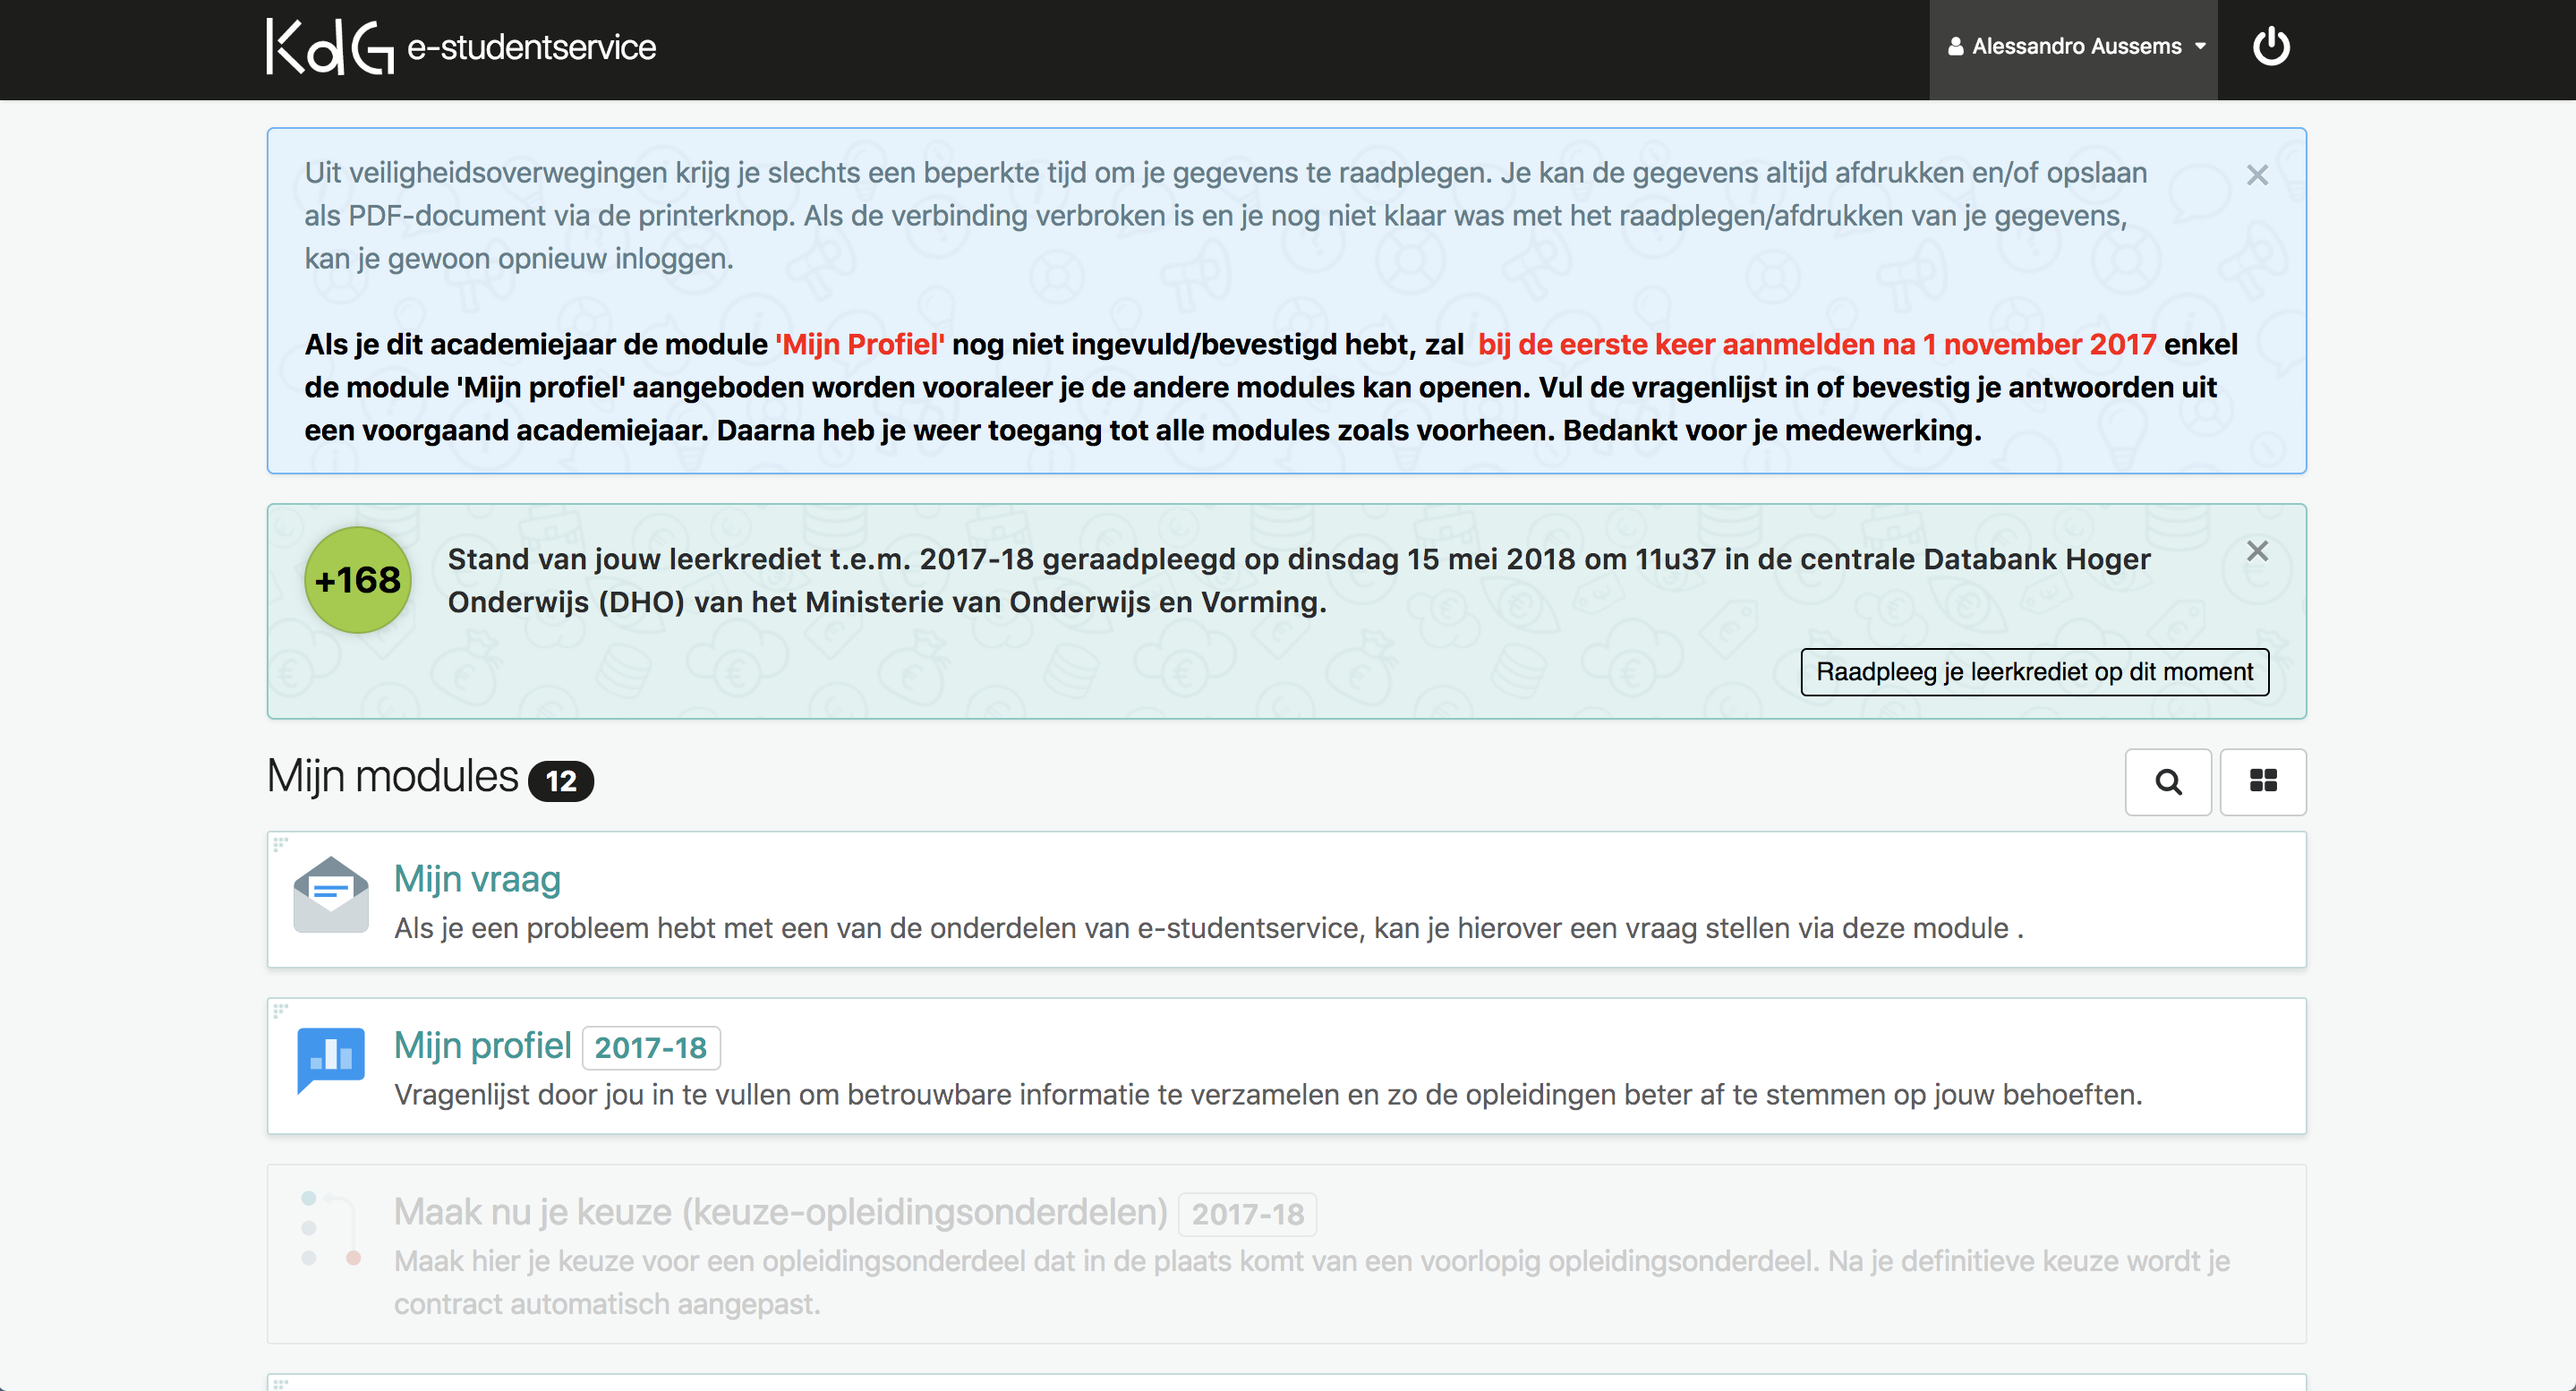 KdG e-studentservice
Alessandro Aussems
Uit veiligheidsoverwegingen krijg je slechts een beperkte tijd om je gegevens te raadplegen. Je kan de gegevens altijd afdrukken en/of opslaan
als PDF-document via de printerknop. Als de verbinding verbroken is en je nog niet klaar was met het raadplegen/afdrukken van je gegevens,
kan je gewoon opnieuw inloggen.
Als je dit academiejaar de module 'Mijn Profiel' nog niet ingevuld/bevestigd hebt, zal bij de eerste keer aanmelden na 1 november 2017 enkel
de module 'Mijn profiel' aangeboden worden vooraleer je de andere modules kan openen. Vul de vragenlijst in of bevestig je antwoorden uit
een voorgaand academiejaar. Daarna heb je weer toegang tot alle modules zoals voorheen. Bedankt voor je medewerking.
+168
Stand van jouw leerkrediet t.e.m. 2017-18 geraadpleegd op dinsdag 15 mei 2018 om 11u37 in de centrale Databank Hoger
Onderwijs (DHO) van het Ministerie van Onderwijs en Vorming.
Raadpleeg je leerkrediet op dit moment
Mijn modules 12
Mijn vraag
Als je een probleem hebt met een van de onderdelen van e-studentservice, kan je hierover een vraag stellen via deze module .
Mijn profiel 2017-18
Vragenlijst door jou in te vullen om betrouwbare informatie te verzamelen en zo de opleidingen beter af te stemmen op jouw behoeften.
Maak nu je keuze (keuze-opleidingsonderdelen) 2017-18
Maak hier je keuze voor een opleidingsonderdeel dat in de plaats komt van een voorlopig opleidingsonderdeel. Na je definitieve keuze wordt je
contract automatisch aangepast.